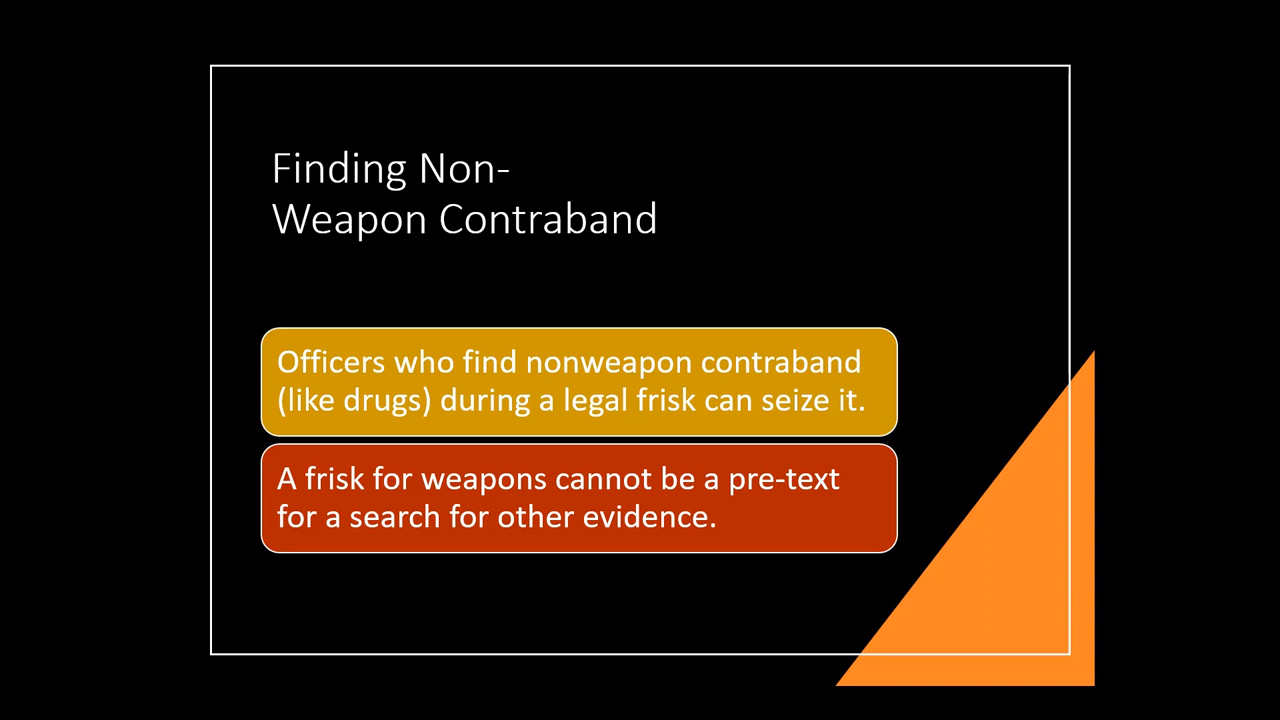 Finding Non-
Weapon Contraband
Officers who find nonweapon contraband
(like drugs) during a legal frisk can seize it.
A frisk for weapons cannot be a pre-text
for a search for other evidence.